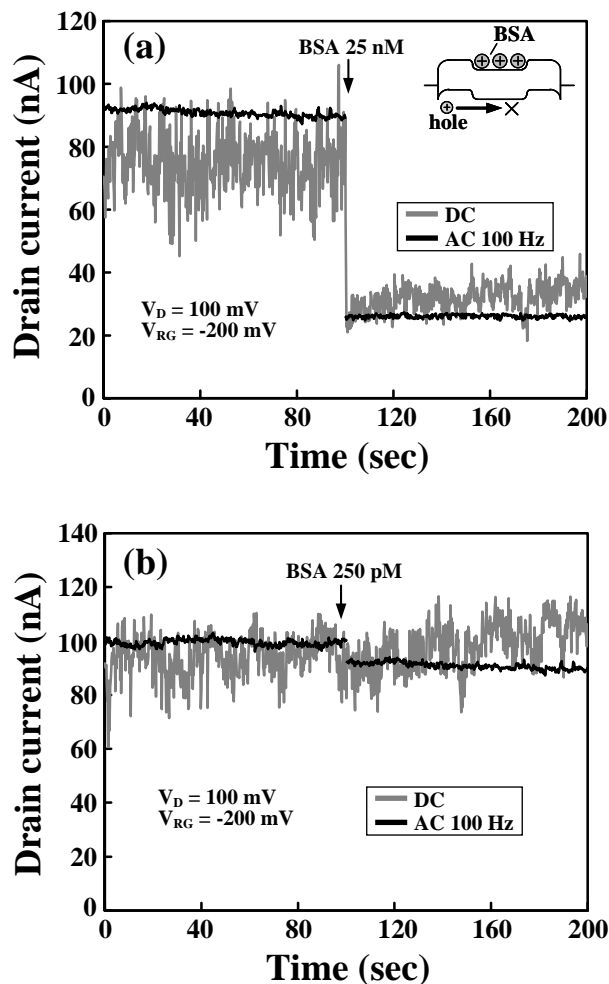 (a)
BSA 25 nM
BSA
+ + +
+
hole
×
DC
AC 100 Hz
V_D = 100 mV
V_RG = -200 mV
Drain current (nA)
120
100
80
60
40
20
0
0 40 80 120 160 200
Time (sec)
(b)
BSA 250 pM
V_D = 100 mV
V_RG = -200 mV
DC
AC 100 Hz
Drain current (nA)
140
120
100
80
60
40
20
0
0 40 80 120 160 200
Time (sec)